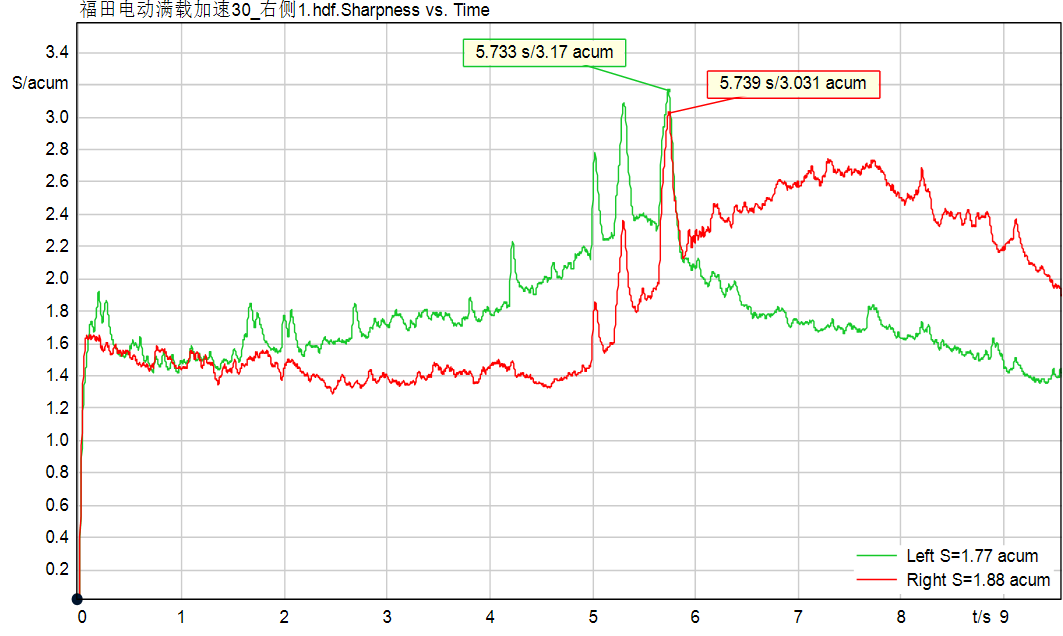 福田电动满载加速30_右侧1.hdf.Sharpness vs. Time
5.733 s/3.17 acum
3.4
S/acum
5.739 s/3.031 acum
3.0
2.8
2.6
2.4
2.2
2.0
1.8
1.6
1.4
1.2
1.0
0.8
0.6
0.4
0.2
Left S=1.77 acum
Right S=1.88 acum
0 1 2 3 4 5 6 7 8 t/s 9